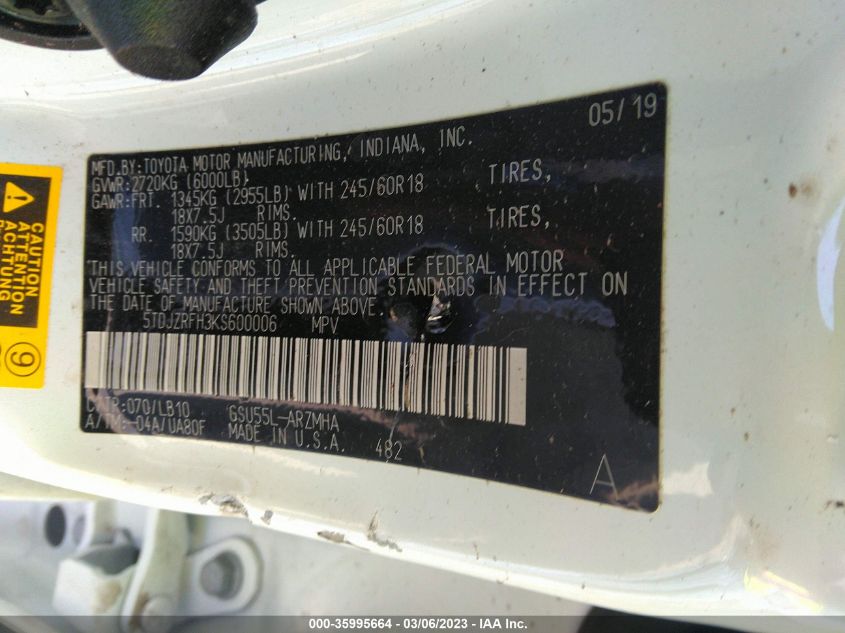 05/19
MFD.BY:TOYOTA MOTOR MANUFACTURING, INDIANA, INC.
GVWR:2720KG (6000LB)
GAWR:FRT. 1345KG (2955LB) WITH 245/60R18 TIRES,
18X7.5J RIMS.
RR. 1590KG (3505LB) WITH 245/60R18 TIRES,
18X7.5J RIMS.
THIS VEHICLE CONFORMS TO ALL APPLICABLE FEDERAL MOTOR
VEHICLE SAFETY AND THEFT PREVENTION STANDARDS IN EFFECT ON
THE DATE OF MANUFACTURE SHOWN ABOVE.
5TDJZRFH3KS600006 MPV
C/TR:070/LB10 GSU55L-ARZMHA
A/TM:-04A/UA80F MADE IN U.S.A. 482
A
CAUTION
ATTENTION
ACHTUNG
9
000-35995664 - 03/06/2023 - IAA Inc.